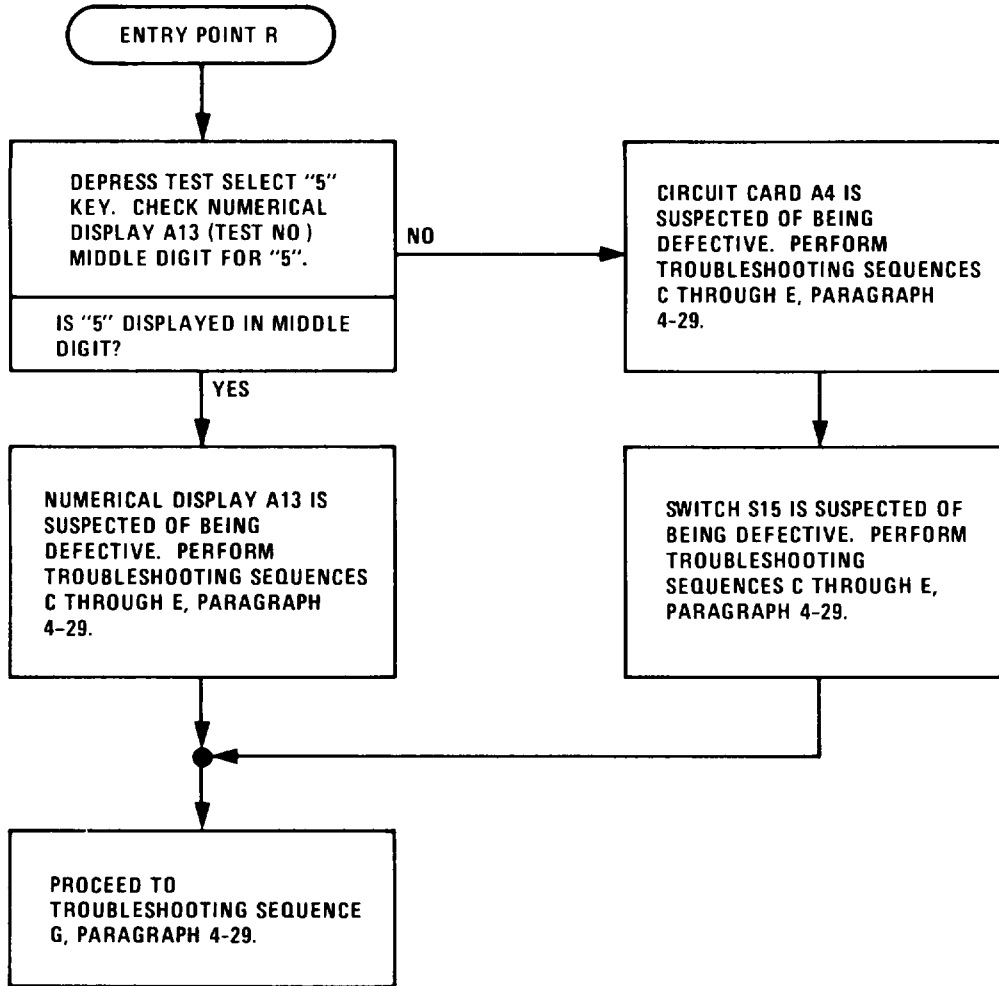 ENTRY POINT R
DEPRESS TEST SELECT "5"
KEY. CHECK NUMERICAL
DISPLAY A13 (TEST NO)
MIDDLE DIGIT FOR "5".
IS "5" DISPLAYED IN MIDDLE
DIGIT?
NO
CIRCUIT CARD A4 IS
SUSPECTED OF BEING
DEFECTIVE. PERFORM
TROUBLESHOOTING SEQUENCES
C THROUGH E, PARAGRAPH
4-29.
YES
NUMERICAL DISPLAY A13 IS
SUSPECTED OF BEING
DEFECTIVE. PERFORM
TROUBLESHOOTING SEQUENCES
C THROUGH E, PARAGRAPH
4-29.
SWITCH S15 IS SUSPECTED OF
BEING DEFECTIVE. PERFORM
TROUBLESHOOTING
SEQUENCES C THROUGH E,
PARAGRAPH 4-29.
PROCEED TO
TROUBLESHOOTING SEQUENCE
G, PARAGRAPH 4-29.